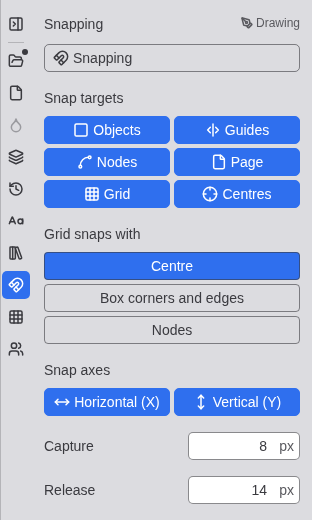 Snapping
Drawing
Snapping
Snap targets
Objects
Guides
Nodes
Page
Grid
Centres
Grid snaps with
Centre
Box corners and edges
Nodes
Snap axes
Horizontal (X)
Vertical (Y)
Capture
8 px
Release
14 px
Aa